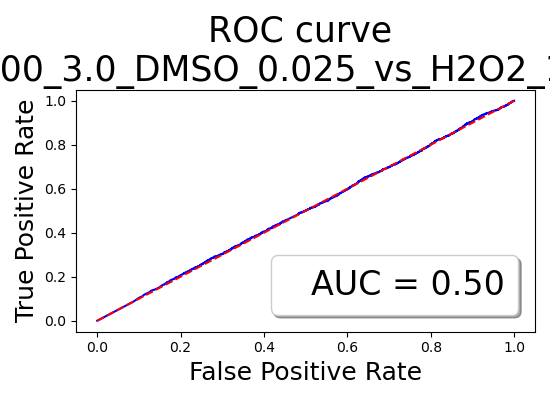 ROC curve
00_3.0_DMSO_0.025_vs_H2O2_
True Positive Rate
1.0
0.8
0.6
0.4
0.2
0.0
AUC = 0.50
0.0 0.2 0.4 0.6 0.8 1.0
False Positive Rate